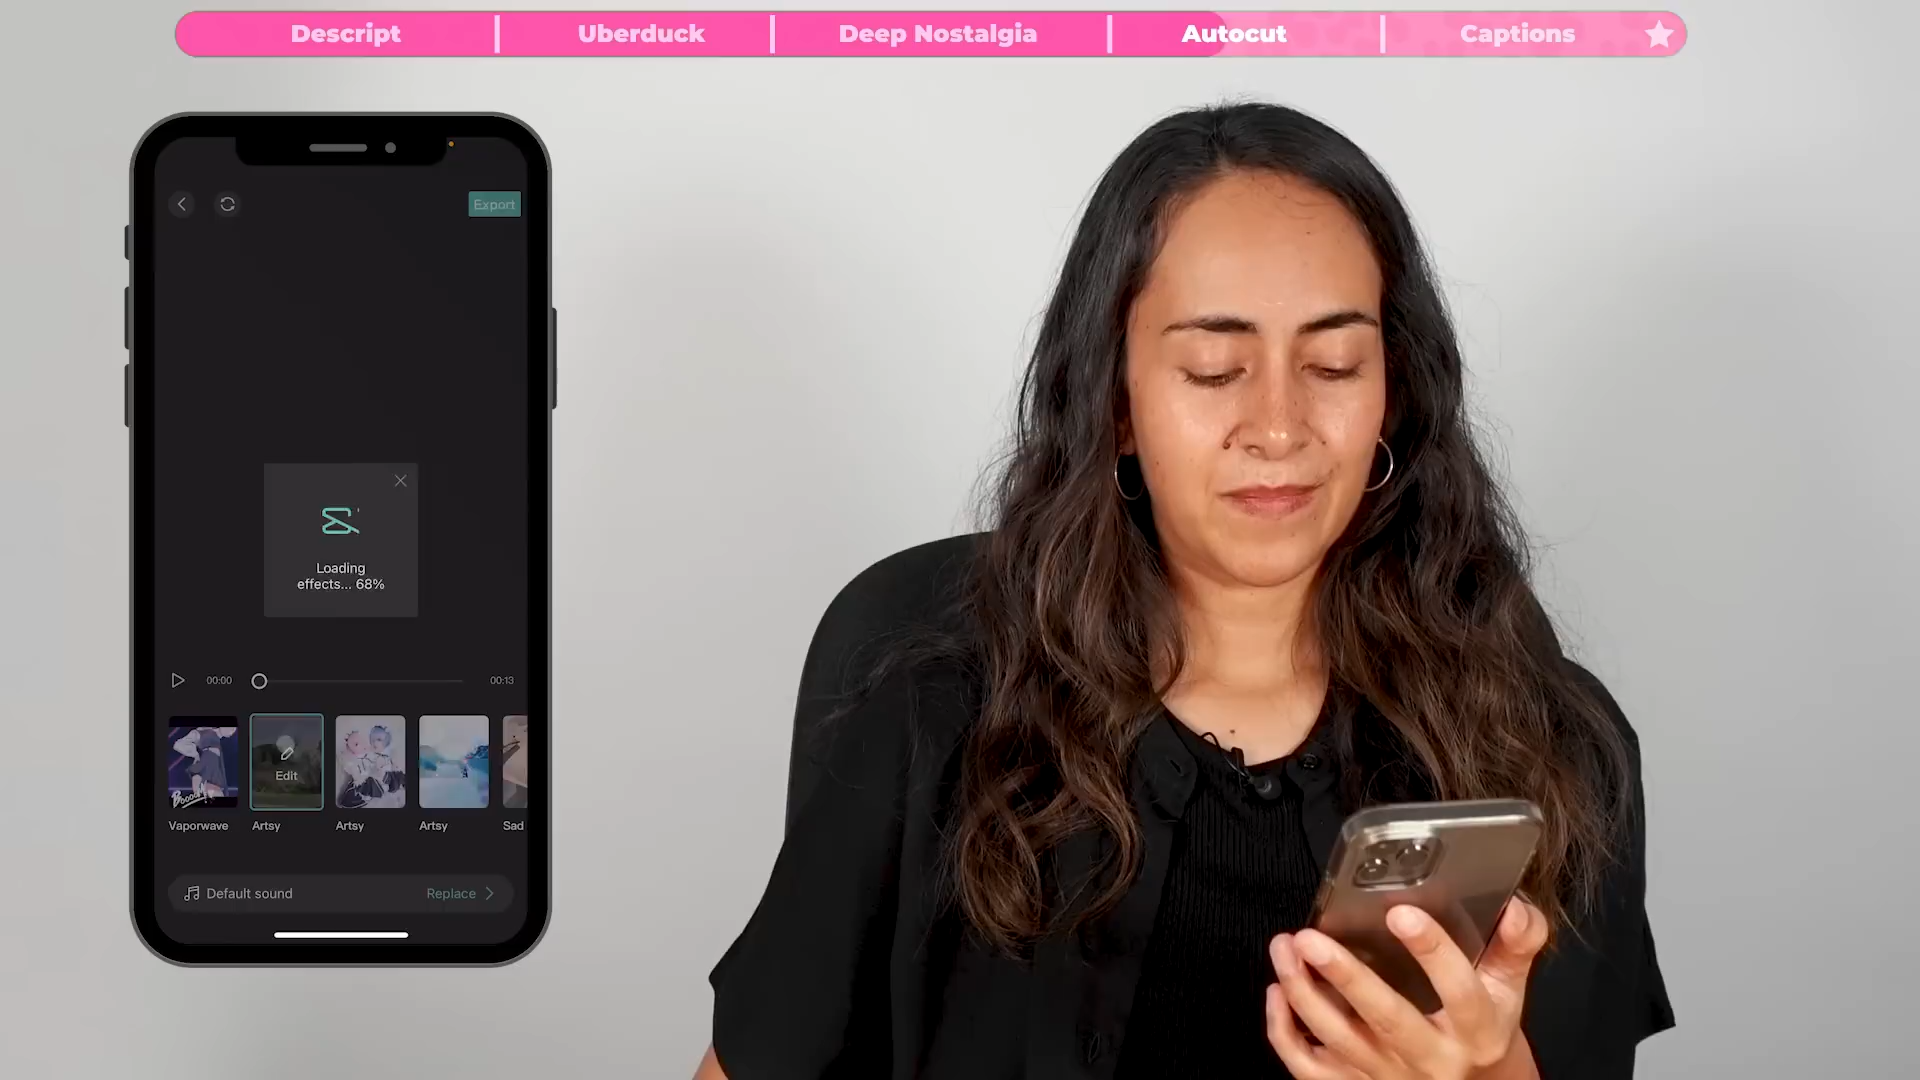 Descript
Uberduck
Deep Nostalgia
Autocut
Captions
Export
Loading
effects... 68%
00:00
00:13
Edit
Vaporwave
Artsy
Artsy
Artsy
Sad
Default sound
Replace